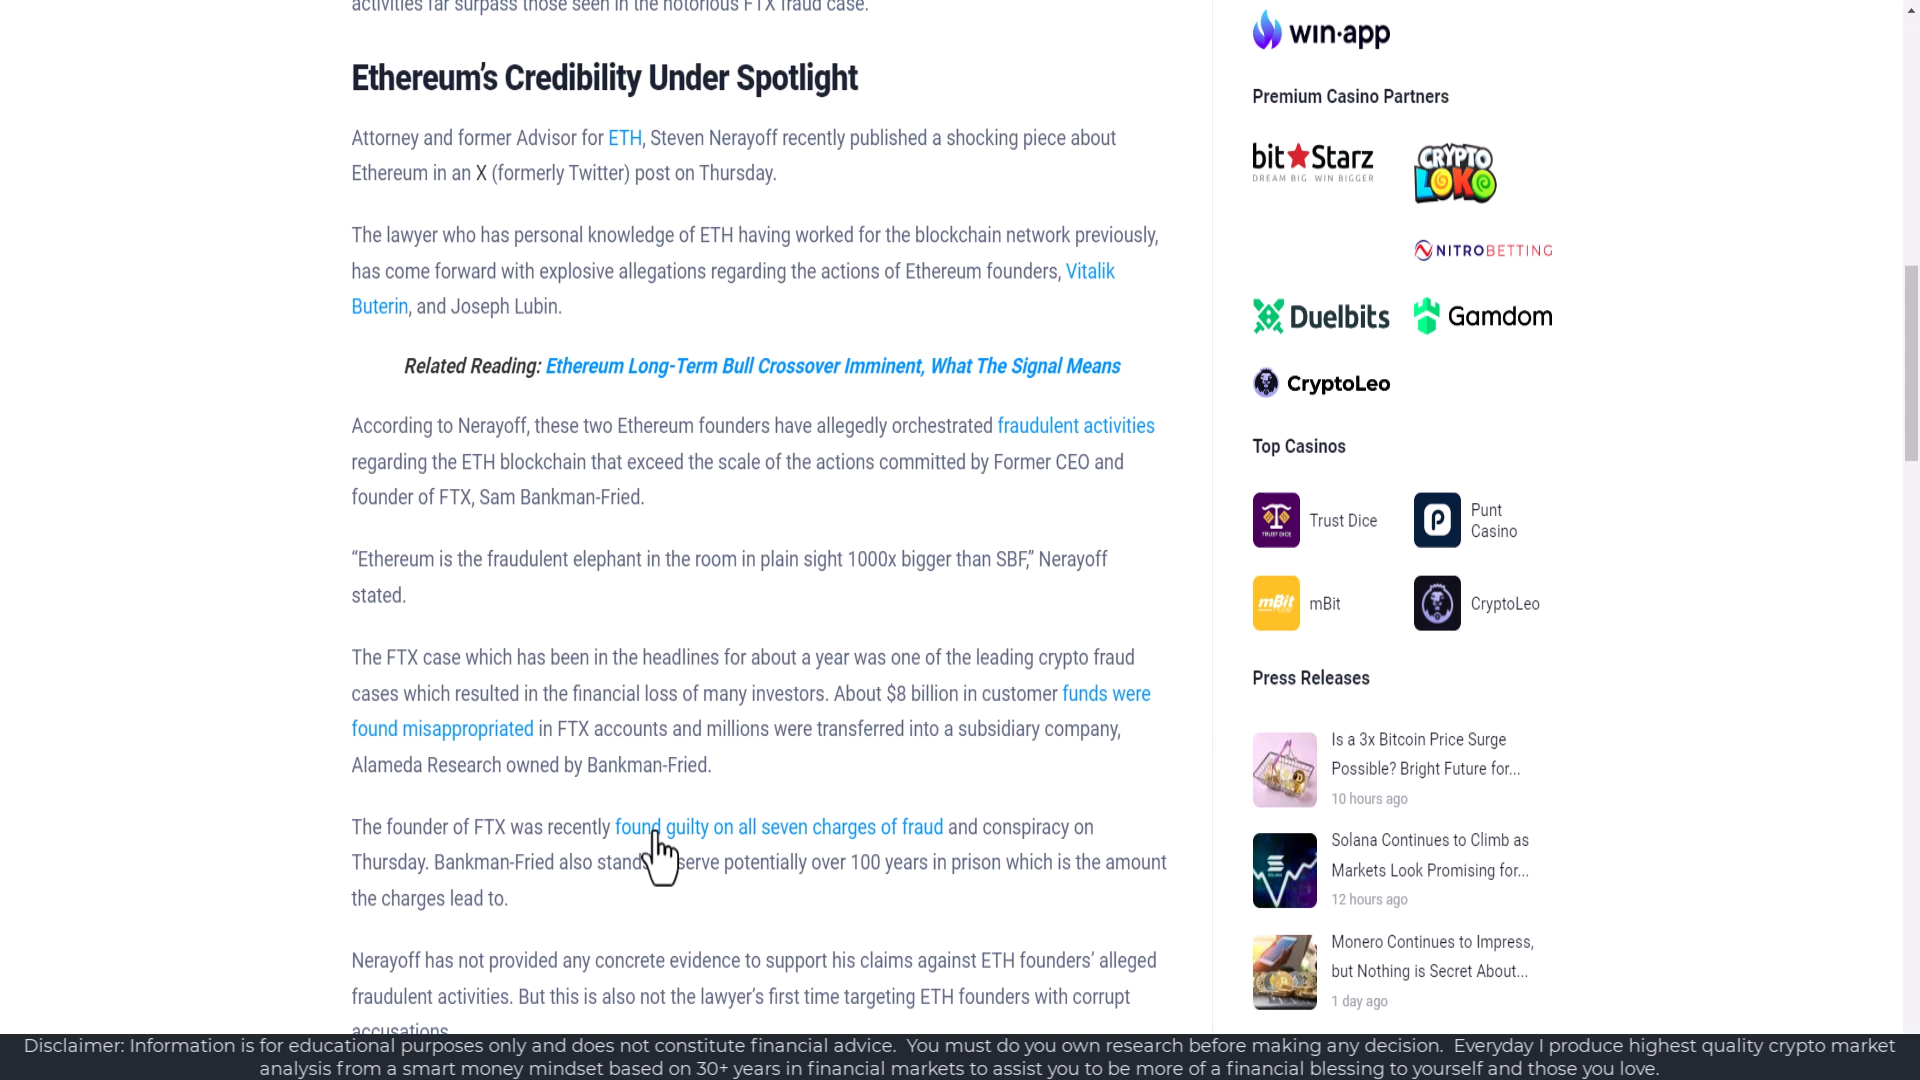 activities far surpass those seen in the notorious FTX fraud case.
Ethereum’s Credibility Under Spotlight
Attorney and former Advisor for ETH, Steven Nerayoff recently published a shocking piece about
Ethereum in an X (formerly Twitter) post on Thursday.
The lawyer who has personal knowledge of ETH having worked for the blockchain network previously,
has come forward with explosive allegations regarding the actions of Ethereum founders, Vitalik
Buterin, and Joseph Lubin.
Related Reading: Ethereum Long-Term Bull Crossover Imminent, What The Signal Means
According to Nerayoff, these two Ethereum founders have allegedly orchestrated fraudulent activities
regarding the ETH blockchain that exceed the scale of the actions committed by Former CEO and
founder of FTX, Sam Bankman-Fried.
“Ethereum is the fraudulent elephant in the room in plain sight 1000x bigger than SBF,” Nerayoff
stated.
The FTX case which has been in the headlines for about a year was one of the leading crypto fraud
cases which resulted in the financial loss of many investors. About $8 billion in customer funds were
found misappropriated in FTX accounts and millions were transferred into a subsidiary company,
Alameda Research owned by Bankman-Fried.
The founder of FTX was recently found guilty on all seven charges of fraud and conspiracy on
Thursday. Bankman-Fried also stand serve potentially over 100 years in prison which is the amount
the charges lead to.
Nerayoff has not provided any concrete evidence to support his claims against ETH founders’ alleged
fraudulent activities. But this is also not the lawyer’s first time targeting ETH founders with corrupt
accusations.
win·app
Premium Casino Partners
bit Starz
DREAM BIG WIN BIGGER
CRYPTO
LOKO
NITROBETTING
Duelbits
Gamdom
CryptoLeo
Top Casinos
TRUST DICE
Trust Dice
Punt
Casino
mBit
mBit
CryptoLeo
Press Releases
Is a 3x Bitcoin Price Surge
Possible? Bright Future for...
10 hours ago
Solana Continues to Climb as
Markets Look Promising for...
12 hours ago
Monero Continues to Impress,
but Nothing is Secret About...
1 day ago
Disclaimer: Information is for educational purposes only and does not constitute financial advice. You must do you own research before making any decision. Everyday I produce highest quality crypto market
analysis from a smart money mindset based on 30+ years in financial markets to assist you to be more of a financial blessing to yourself and those you love.